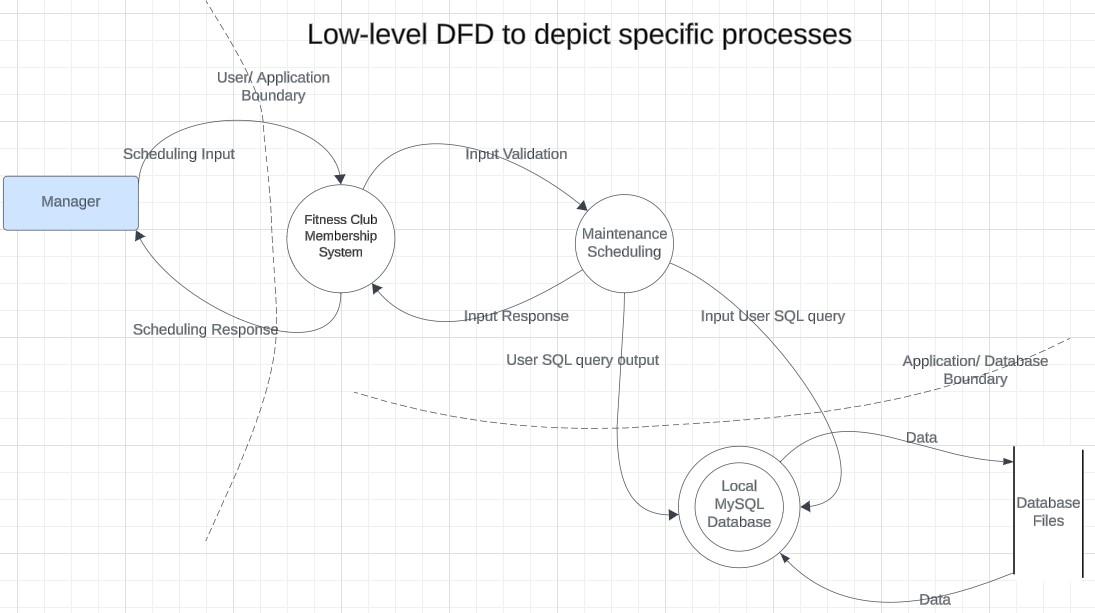 Low-level DFD to depict specific processes
User/ Application
Boundary
Scheduling Input
Input Validation
Manager
Fitness Club
Membership
System
Maintenance
Scheduling
Scheduling Response
Input Response
Input User SQL query
User SQL query output
Application/ Database
Boundary
Data
Local
MySQL
Database
Database
Files
Data